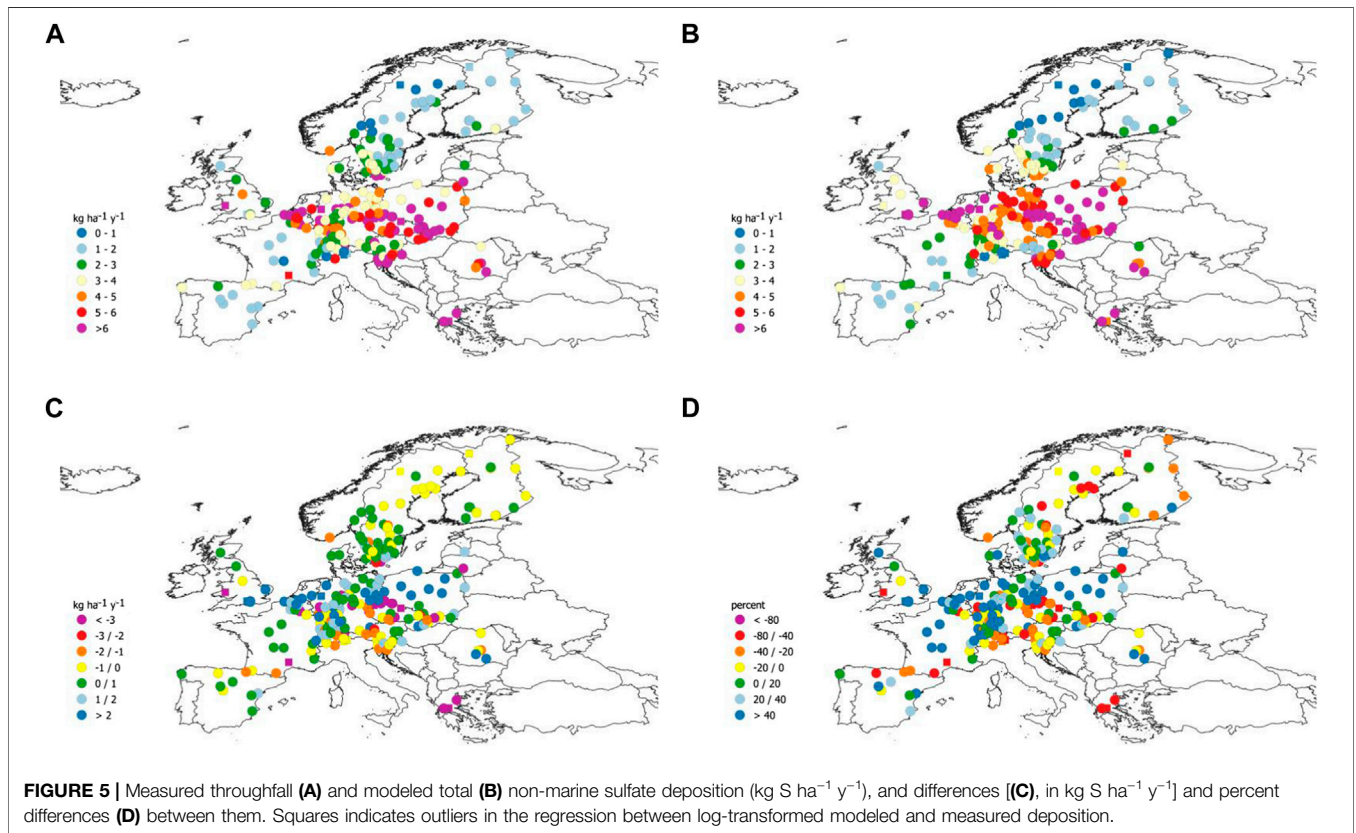 A
B
kg ha⁻¹ y⁻¹
0 - 1
1 - 2
2 - 3
3 - 4
4 - 5
5 - 6
>6
kg ha⁻¹ y⁻¹
0 - 1
1 - 2
2 - 3
3 - 4
4 - 5
5 - 6
>6
C
D
kg ha⁻¹ y⁻¹
< -3
-3 / -2
-2 / -1
-1 / 0
0 / 1
1 / 2
> 2
percent
< -80
-80 / -40
-40 / -20
-20 / 0
0 / 20
20 / 40
> 40
FIGURE 5 | Measured throughfall (A) and modeled total (B) non-marine sulfate deposition (kg S ha⁻¹ y⁻¹), and differences [(C), in kg S ha⁻¹ y⁻¹] and percent
differences (D) between them. Squares indicates outliers in the regression between log-transformed modeled and measured deposition.